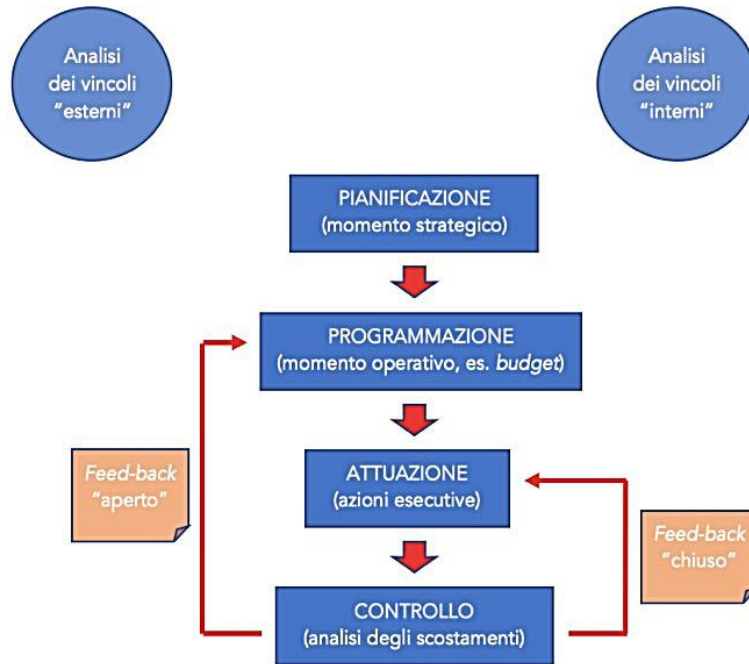 Analisi
dei vincoli
“esterni”
Analisi
dei vincoli
“interni”
PIANIFICAZIONE
(momento strategico)
PROGRAMMAZIONE
(momento operativo, es. budget)
Feed-back
“aperto”
ATTUAZIONE
(azioni esecutive)
Feed-back
“chiuso”
CONTROLLO
(analisi degli scostamenti)